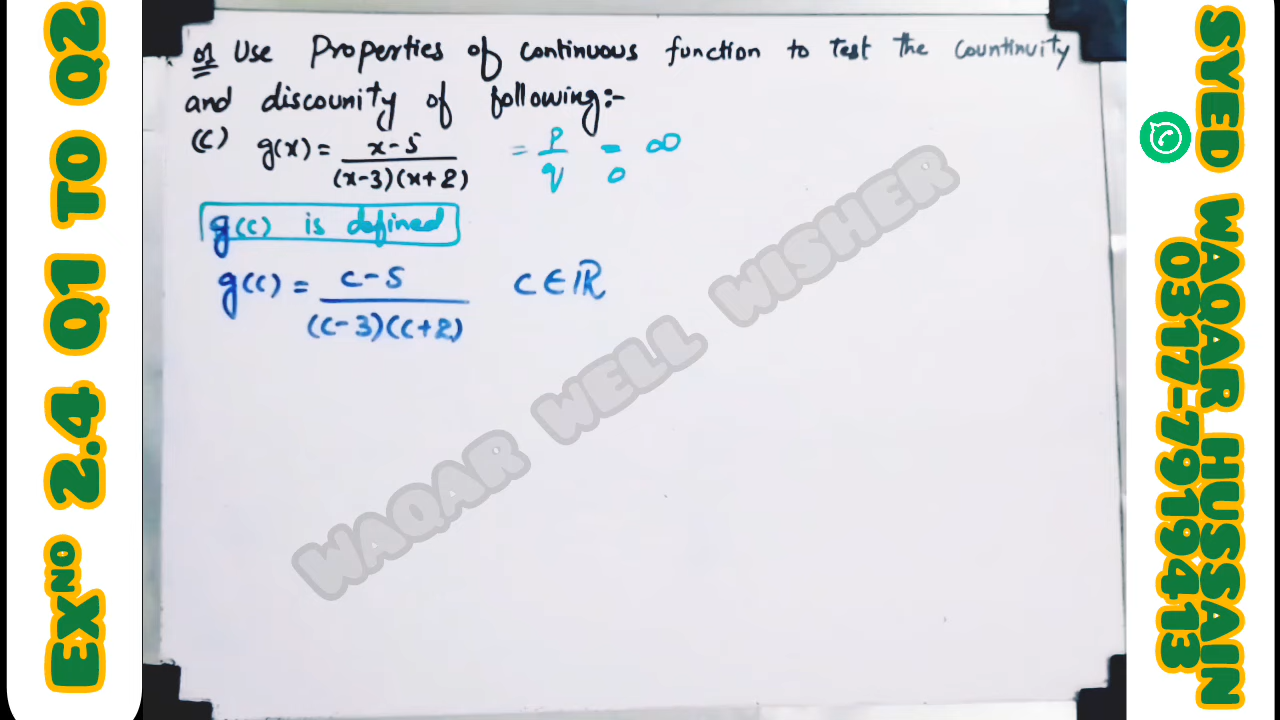 Exᴺᴼ 2.4 Q1 TO Q2
Q1 Use Properties of continuous function to test the Countinuity
and discounity of following:-
(C) g(x) = x-5 / (x-3)(x+2) = P/q = ∞
0
g(c) is defined
g(c) = c-5 / (c-3)(c+2) c∈ℝ
WAQAR WELL WISHER
SYED WAQAR HUSSAIN
0317-7919413